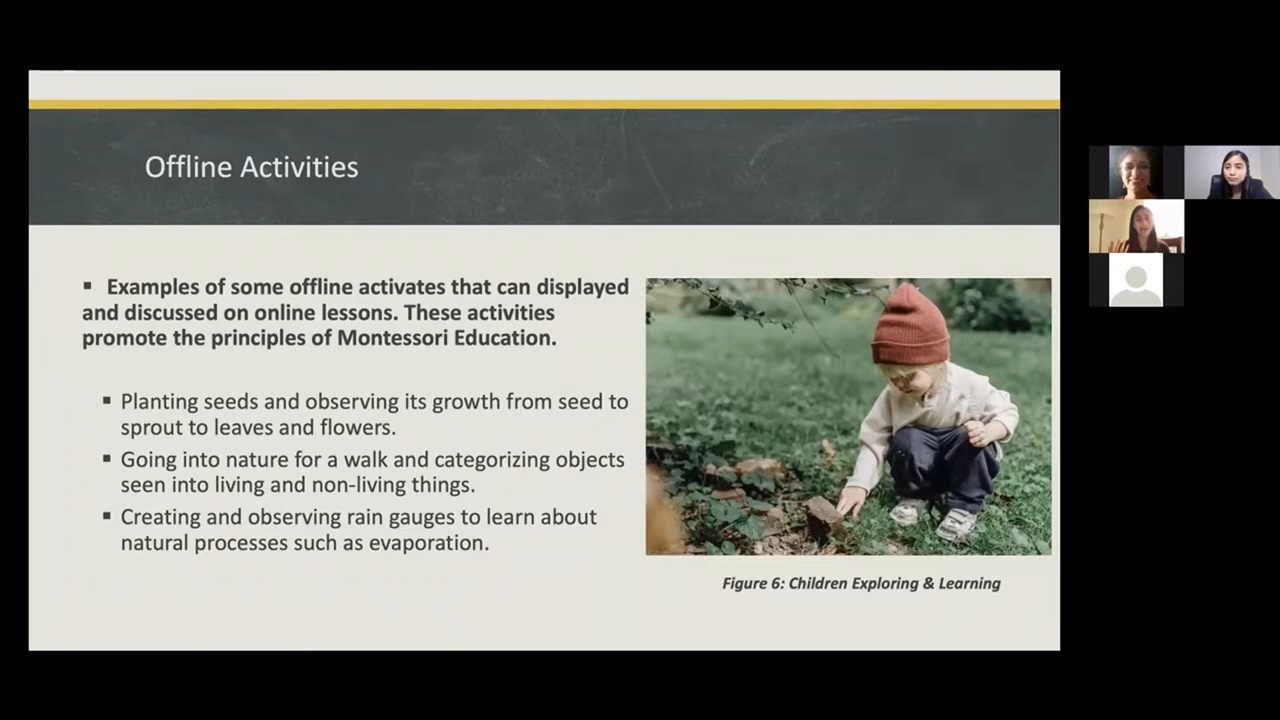 Offline Activities
▪ Examples of some offline activates that can displayed
and discussed on online lessons. These activities
promote the principles of Montessori Education.
▪ Planting seeds and observing its growth from seed to
sprout to leaves and flowers.
▪ Going into nature for a walk and categorizing objects
seen into living and non-living things.
▪ Creating and observing rain gauges to learn about
natural processes such as evaporation.
Figure 6: Children Exploring & Learning